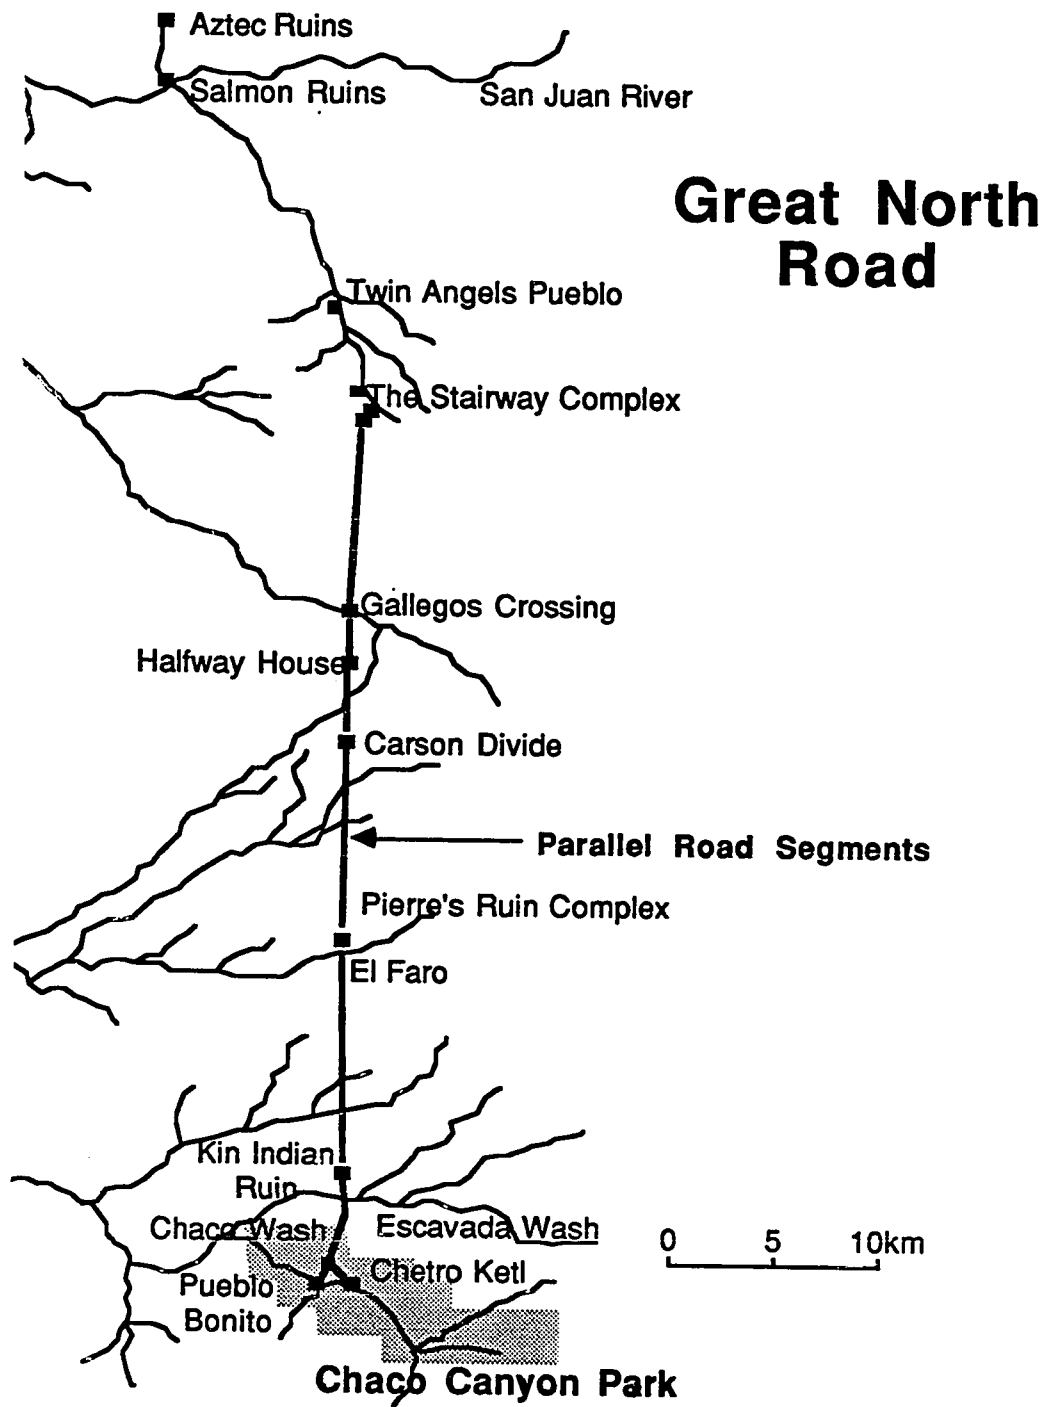 Aztec Ruins
Salmon Ruins
San Juan River
Great North
Road
Twin Angels Pueblo
The Stairway Complex
Gallegos Crossing
Halfway House
Carson Divide
Parallel Road Segments
Pierre's Ruin Complex
El Faro
Kin Indian
Ruin
Chaco Wash
Escavada Wash
0 5 10km
Chetro Ketl
Pueblo
Bonito
Chaco Canyon Park